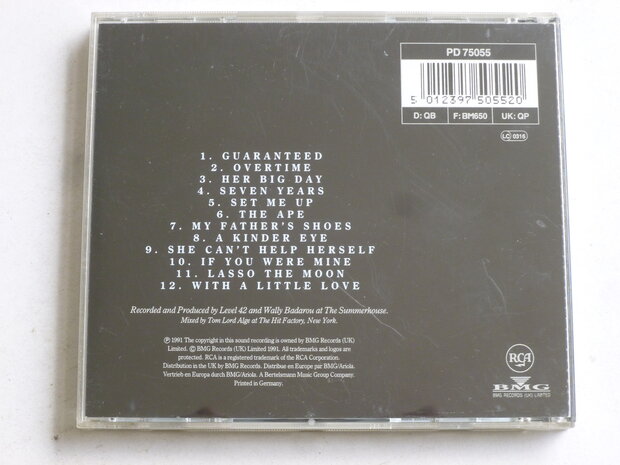 PD 75055
5 012397 505520
D: QB F: BM650 UK: QP
LC 0316
1. GUARANTEED
2. OVERTIME
3. HER BIG DAY
4. SEVEN YEARS
5. SET ME UP
6. THE APE
7. MY FATHER'S SHOES
8. A KINDER EYE
9. SHE CAN'T HELP HERSELF
10. IF YOU WERE MINE
11. LASSO THE MOON
12. WITH A LITTLE LOVE
Recorded and Produced by Level 42 and Wally Badarou at The Summerhouse.
Mixed by Tom Lord Alge at The Hit Factory, New York.
℗ 1991 The copyright in this sound recording is owned by BMG Records (UK)
Limited. © BMG Records (UK) Limited 1991. All trademarks and logos are
protected. RCA is a registered trademark of the RCA Corporation.
Distribution in the UK by BMG Records. Distribue en Europe par BMG/Ariola.
Vertrieb en Europa durch BMG/Ariola. A Bertelsmann Music Group Company.
Printed in Germany.
RCA
BMG
BMG RECORDS (UK) LIMITED